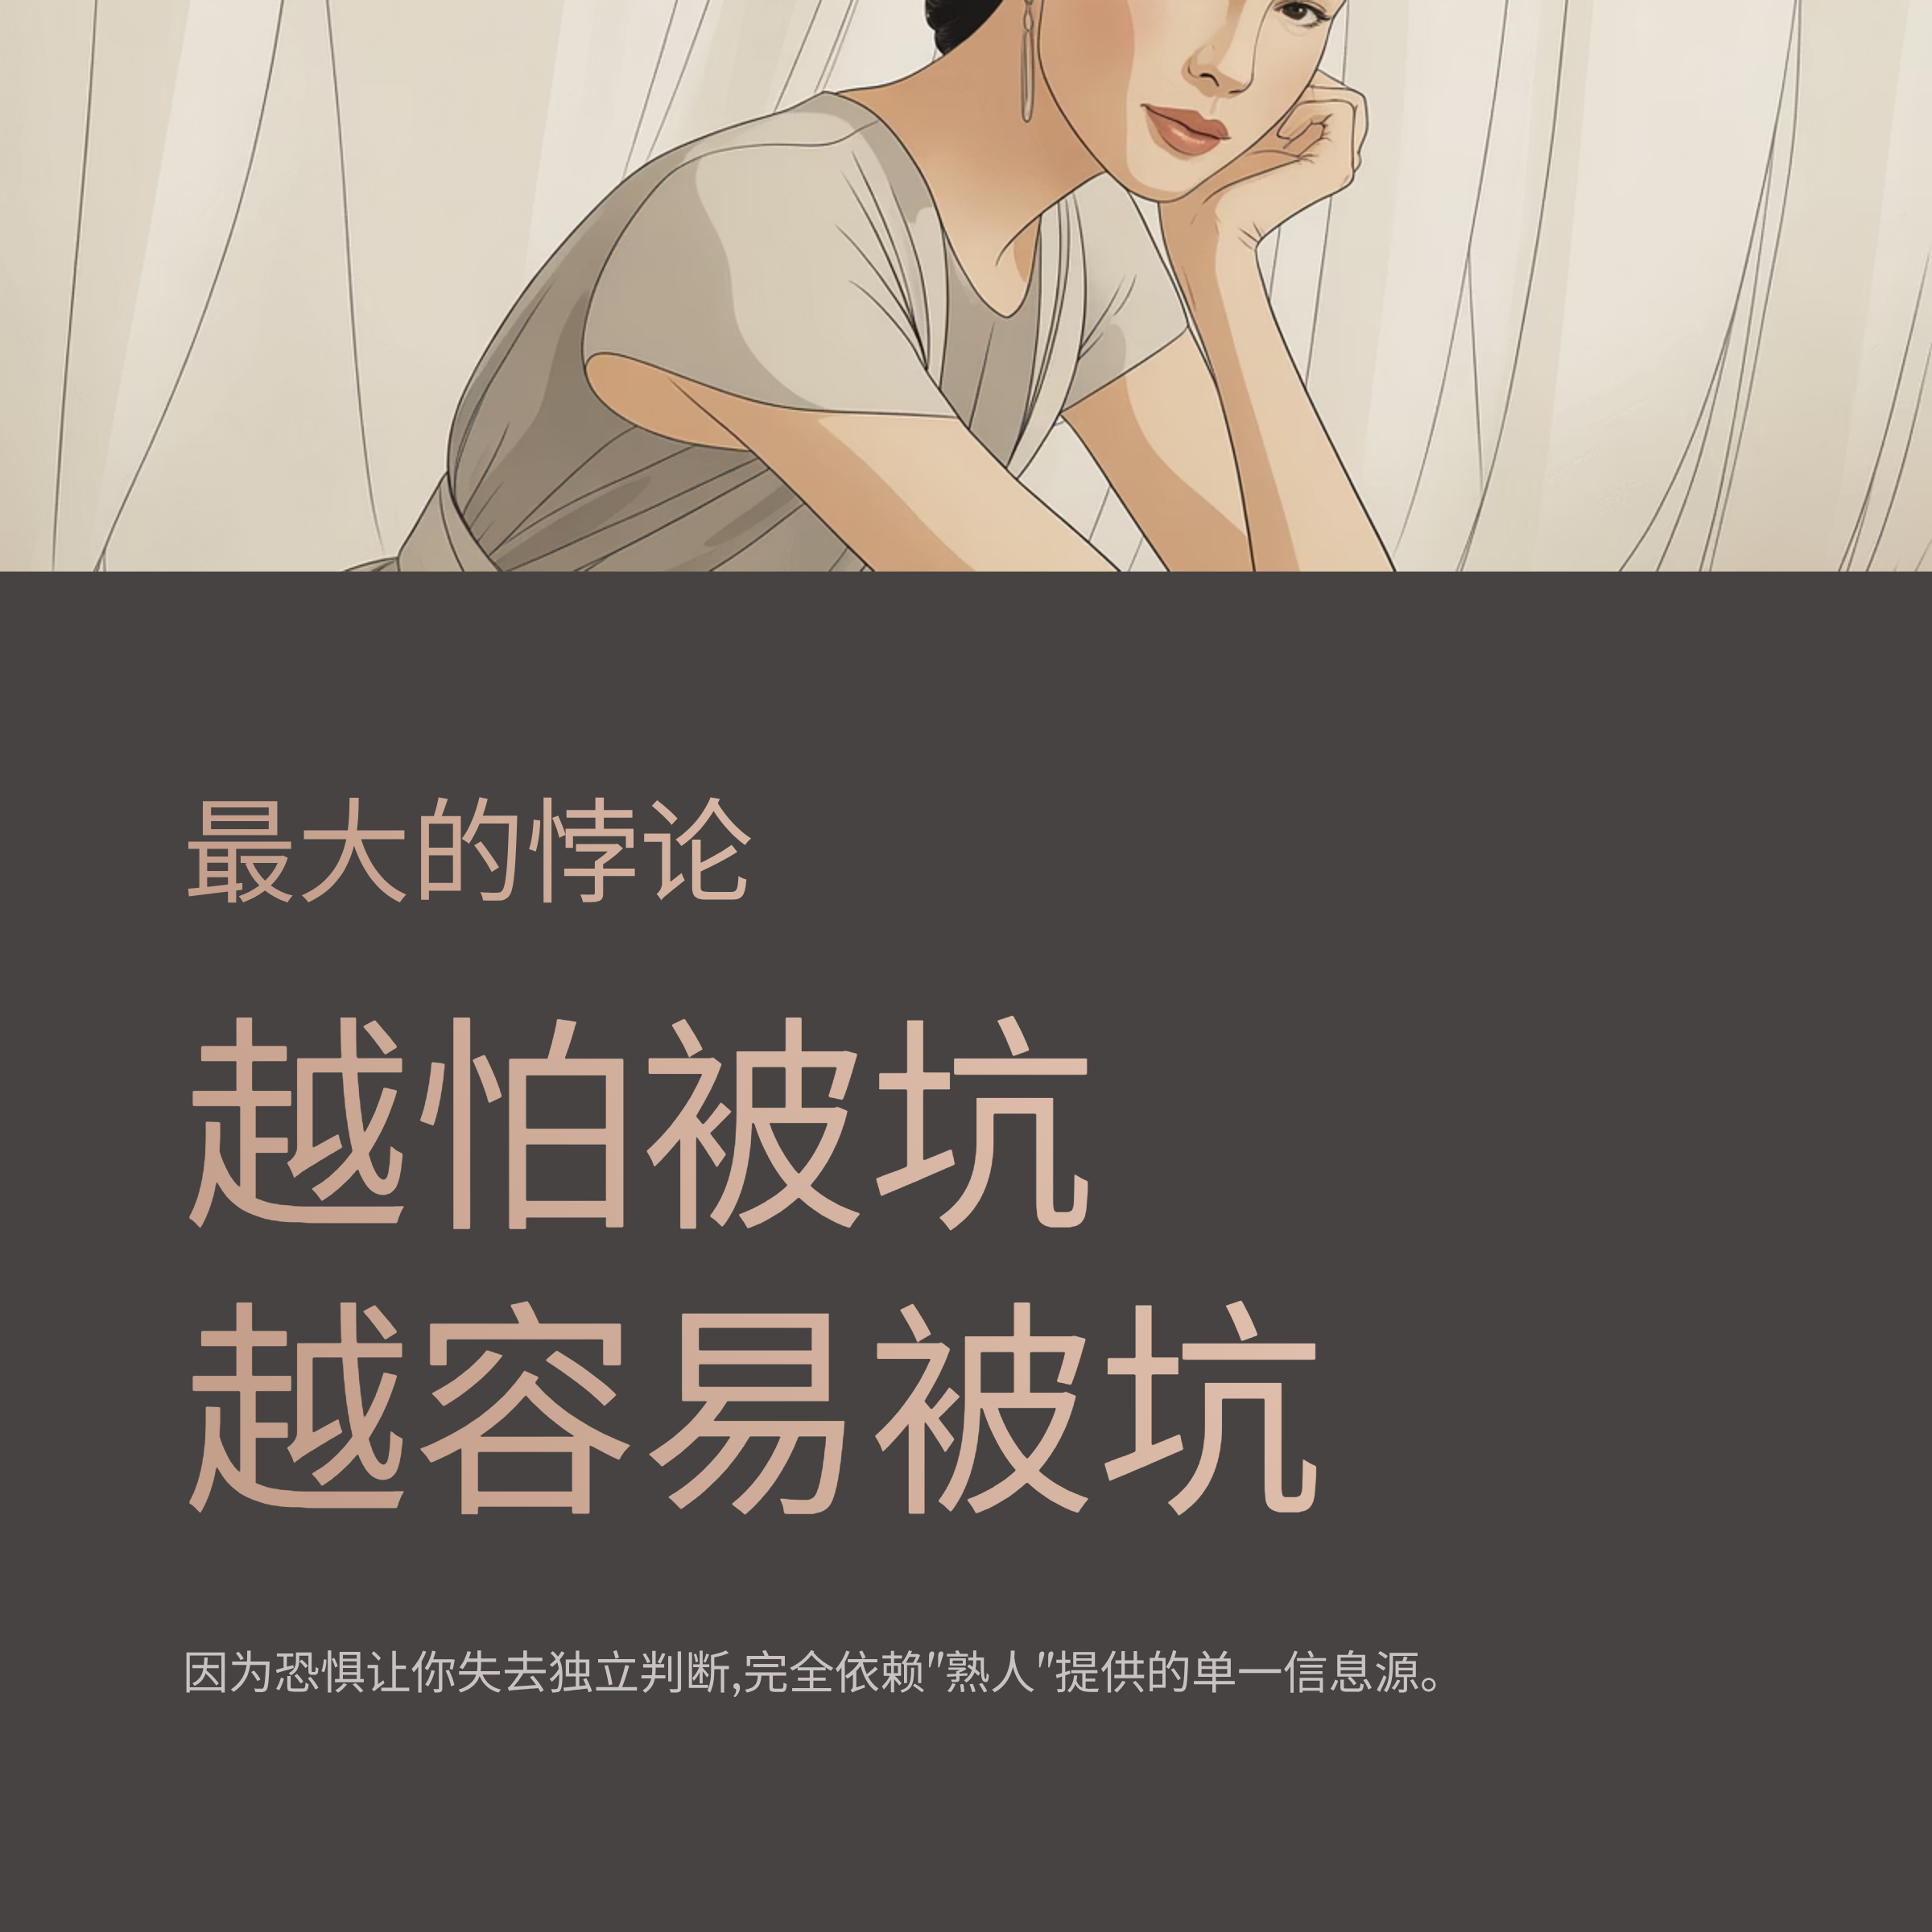 最大的悖论
越怕被坑
越容易被坑
因为恐惧让你失去独立判断,完全依赖"熟人"提供的单一信息源。